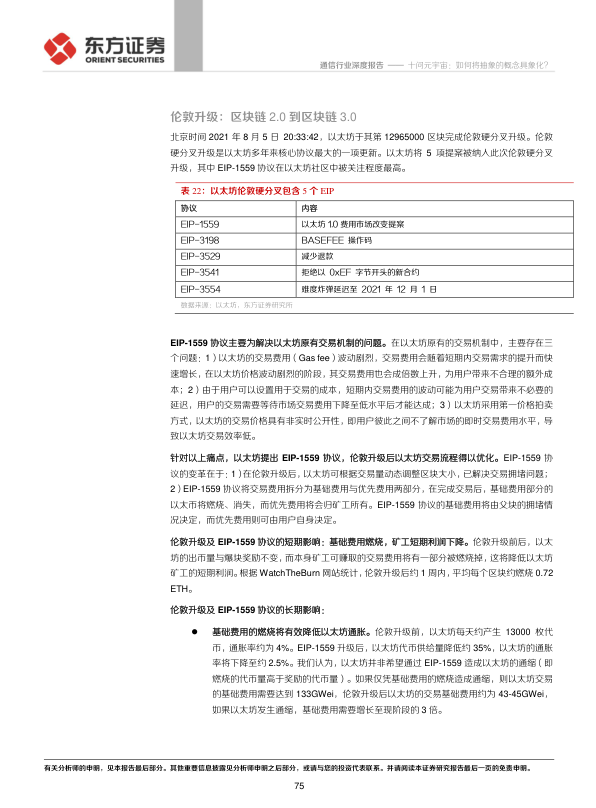 东方证券
ORIENT SECURITIES
通信行业深度报告 —— 十问元宇宙：如何将抽象的概念具象化？
伦敦升级：区块链 2.0 到区块链 3.0
北京时间 2021 年 8 月 5 日 20:33:42，以太坊于其第 12965000 区块完成伦敦硬分叉升级。伦敦
硬分叉升级是以太坊多年来核心协议最大的一项更新。以太坊将 5 项提案被纳入此次伦敦硬分叉
升级，其中 EIP-1559 协议在以太坊社区中被关注程度最高。
表 22：以太坊伦敦硬分叉包含 5 个 EIP
协议 内容
EIP-1559 以太坊 1.0 费用市场改变提案
EIP-3198 BASEFEE 操作码
EIP-3529 减少退款
EIP-3541 拒绝以 0xEF 字节开头的新合约
EIP-3554 难度炸弹延迟至 2021 年 12 月 1 日
数据来源：以太坊、东方证券研究所
EIP-1559 协议主要为解决以太坊原有交易机制的问题。在以太坊原有的交易机制中，主要存在三
个问题：1）以太坊的交易费用（Gas fee）波动剧烈，交易费用会随着短期内交易需求的提升而快
速增长，在以太坊价格波动剧烈的阶段，其交易费用也会成倍数上升，为用户带来不合理的额外成
本；2）由于用户可以设置用于交易的成本，短期内交易费用的波动可能为用户交易带来不必要的
延迟，用户的交易需要等待市场交易费用下降至低水平后才能达成；3）以太坊采用第一价格拍卖
方式，以太坊的交易价格具有非实时公开性，即用户彼此之间不了解市场的即时交易费用水平，导
致以太坊交易效率低。
针对以上痛点，以太坊提出 EIP-1559 协议，伦敦升级后以太坊交易流程得以优化。EIP-1559 协
议的变革在于：1）在伦敦升级后，以太坊可根据交易量动态调整区块大小，已解决交易拥堵问题；
2）EIP-1559 协议将交易费用拆分为基础费用与优先费用两部分，在完成交易后，基础费用部分的
以太币将燃烧、消失，而优先费用将会归矿工所有。EIP-1559 协议的基础费用将由父块的拥堵情
况决定，而优先费用则可由用户自身决定。
伦敦升级及 EIP-1559 协议的短期影响：基础费用燃烧，矿工短期利润下降。伦敦升级前后，以太
坊的出币量与爆块奖励不变，而本身矿工可赚取的交易费用将有一部分被燃烧掉，这将降低以太坊
矿工的短期利润。根据 WatchTheBurn 网站统计，伦敦升级后约 1 周内，平均每个区块约燃烧 0.72
ETH。
伦敦升级及 EIP-1559 协议的长期影响：
● 基础费用的燃烧将有效降低以太坊通胀。伦敦升级前，以太坊每天约产生 13000 枚代
币，通胀率约为 4%。EIP-1559 升级后，以太坊代币供给量降低约 35%，以太坊的通胀
率将下降至约 2.5%。我们认为，以太坊并非希望通过 EIP-1559 造成以太坊的通缩（即
燃烧的代币量高于奖励的代币量）。如果仅凭基础费用的燃烧造成通缩，则以太坊交易
的基础费用需要达到 133GWei，伦敦升级后以太坊的交易基础费用约为 43-45GWei，
如果以太坊发生通缩，基础费用需要增长至现阶段的 3 倍。
有关分析师的申明，见本报告最后部分。其他重要信息披露见分析师申明之后部分，或请与您的投资代表联系。并请阅读本证券研究报告最后一页的免责申明。
75